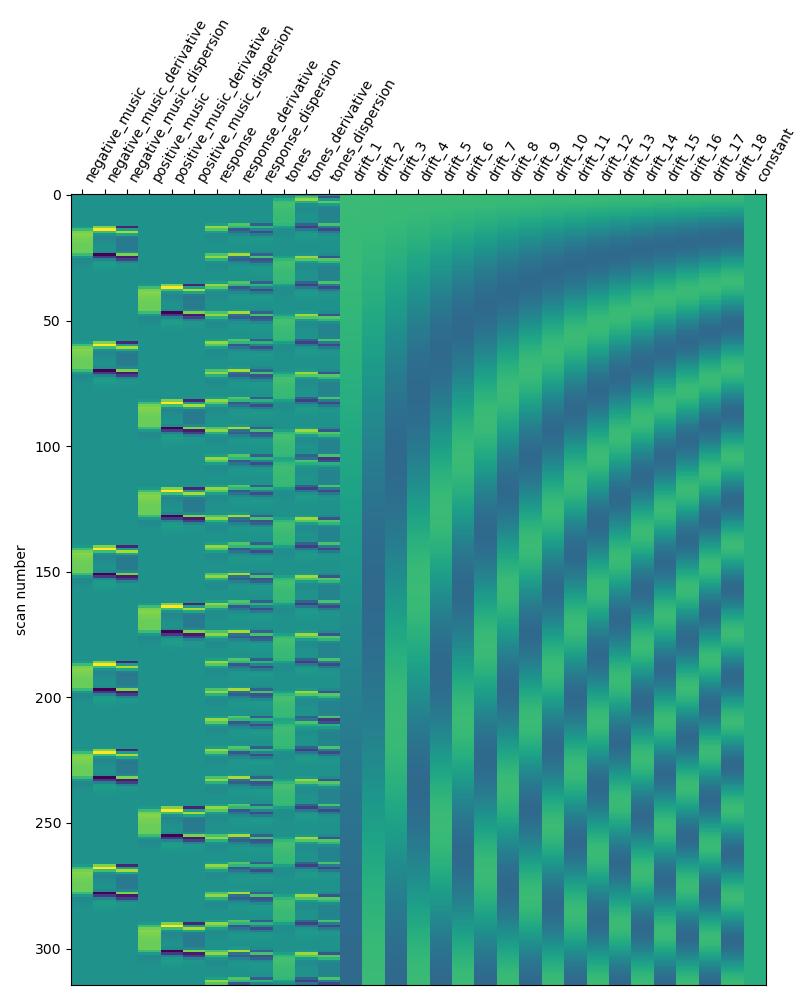 negative_music
negative_music_derivative
negative_music_dispersion
positive_music
positive_music_derivative
positive_music_dispersion
response
response_derivative
response_dispersion
tones
tones_derivative
tones_dispersion
drift_1
drift_2
drift_3
drift_4
drift_5
drift_6
drift_7
drift_8
drift_9
drift_10
drift_11
drift_12
drift_13
drift_14
drift_15
drift_16
drift_17
drift_18
constant
scan number
0
50
100
150
200
250
300